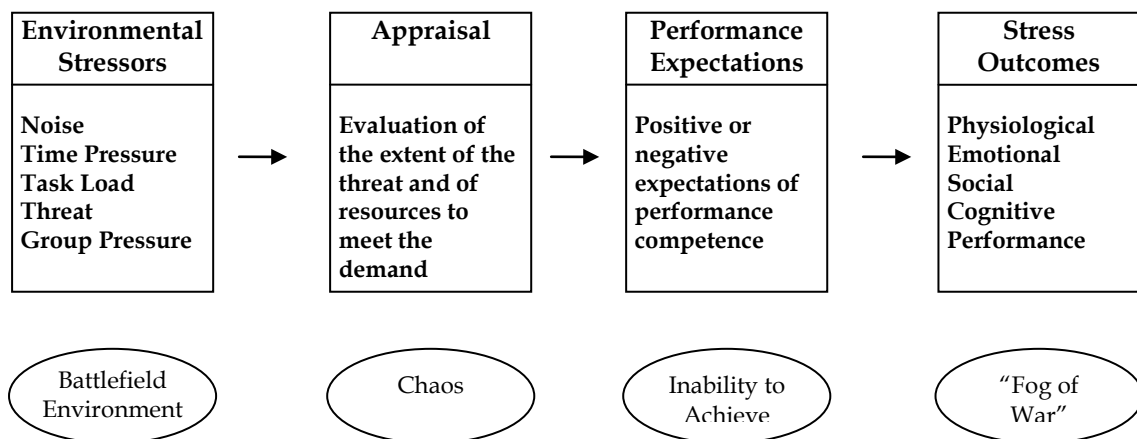 Environmental
Stressors
Noise
Time Pressure
Task Load
Threat
Group Pressure
Appraisal
Evaluation of
the extent of the
threat and of
resources to
meet the
demand
Performance
Expectations
Positive or
negative
expectations of
performance
competence
Stress
Outcomes
Physiological
Emotional
Social
Cognitive
Performance
Battlefield
Environment
Chaos
Inability to
Achieve
“Fog of
War”